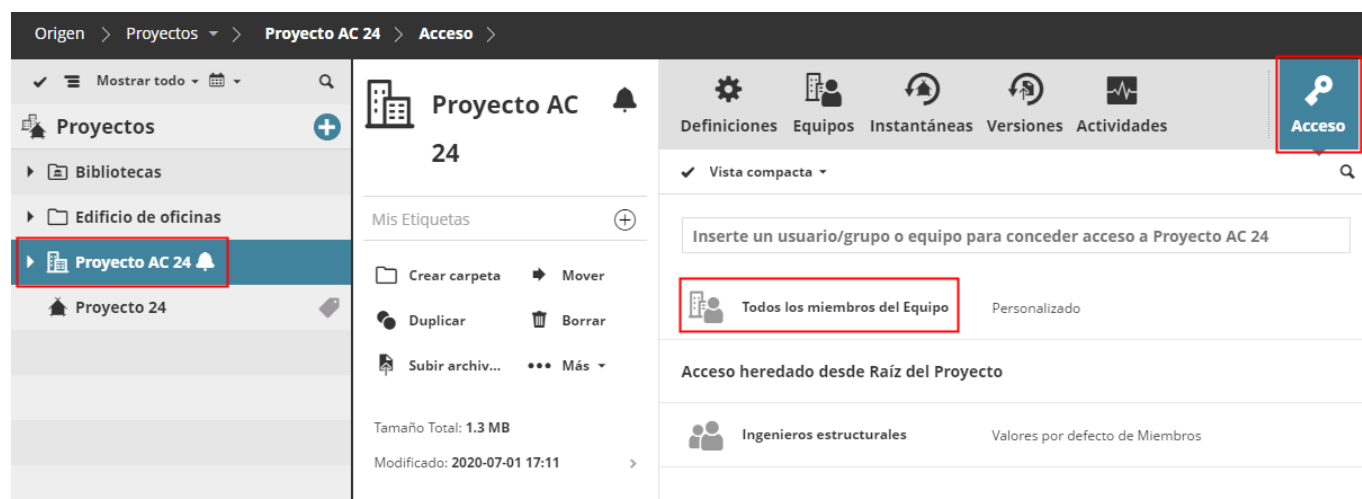 Origen > Proyectos > Proyecto AC 24 > Acceso >
Mostrar todo
Proyectos
Bibliotecas
Edificio de oficinas
Proyecto AC 24
Proyecto 24
Proyecto AC
24
Mis Etiquetas
Crear carpeta Mover
Duplicar Borrar
Subir archiv... ••• Más
Tamaño Total: 1.3 MB
Modificado: 2020-07-01 17:11 >
Definiciones Equipos Instantáneas Versiones Actividades Acceso
Vista compacta
Inserte un usuario/grupo o equipo para conceder acceso a Proyecto AC 24
Todos los miembros del Equipo Personalizado
Acceso heredado desde Raíz del Proyecto
Ingenieros estructurales Valores por defecto de Miembros